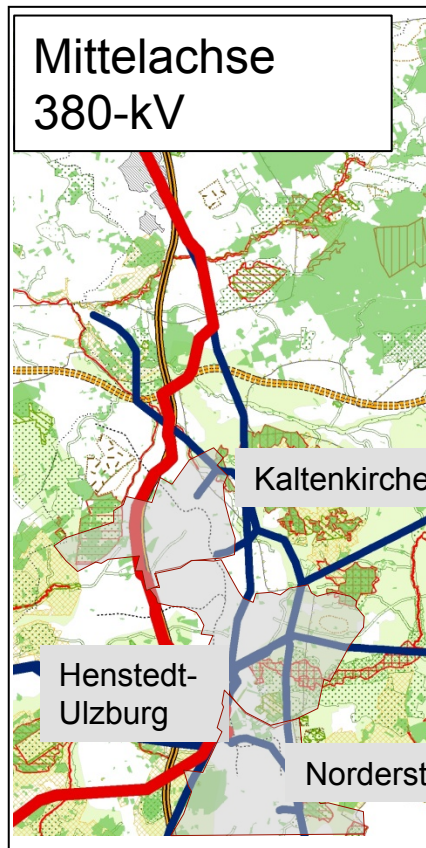 Mittelachse
380-kV
Kaltenkirche
Henstedt-
Ulzburg
Norderst